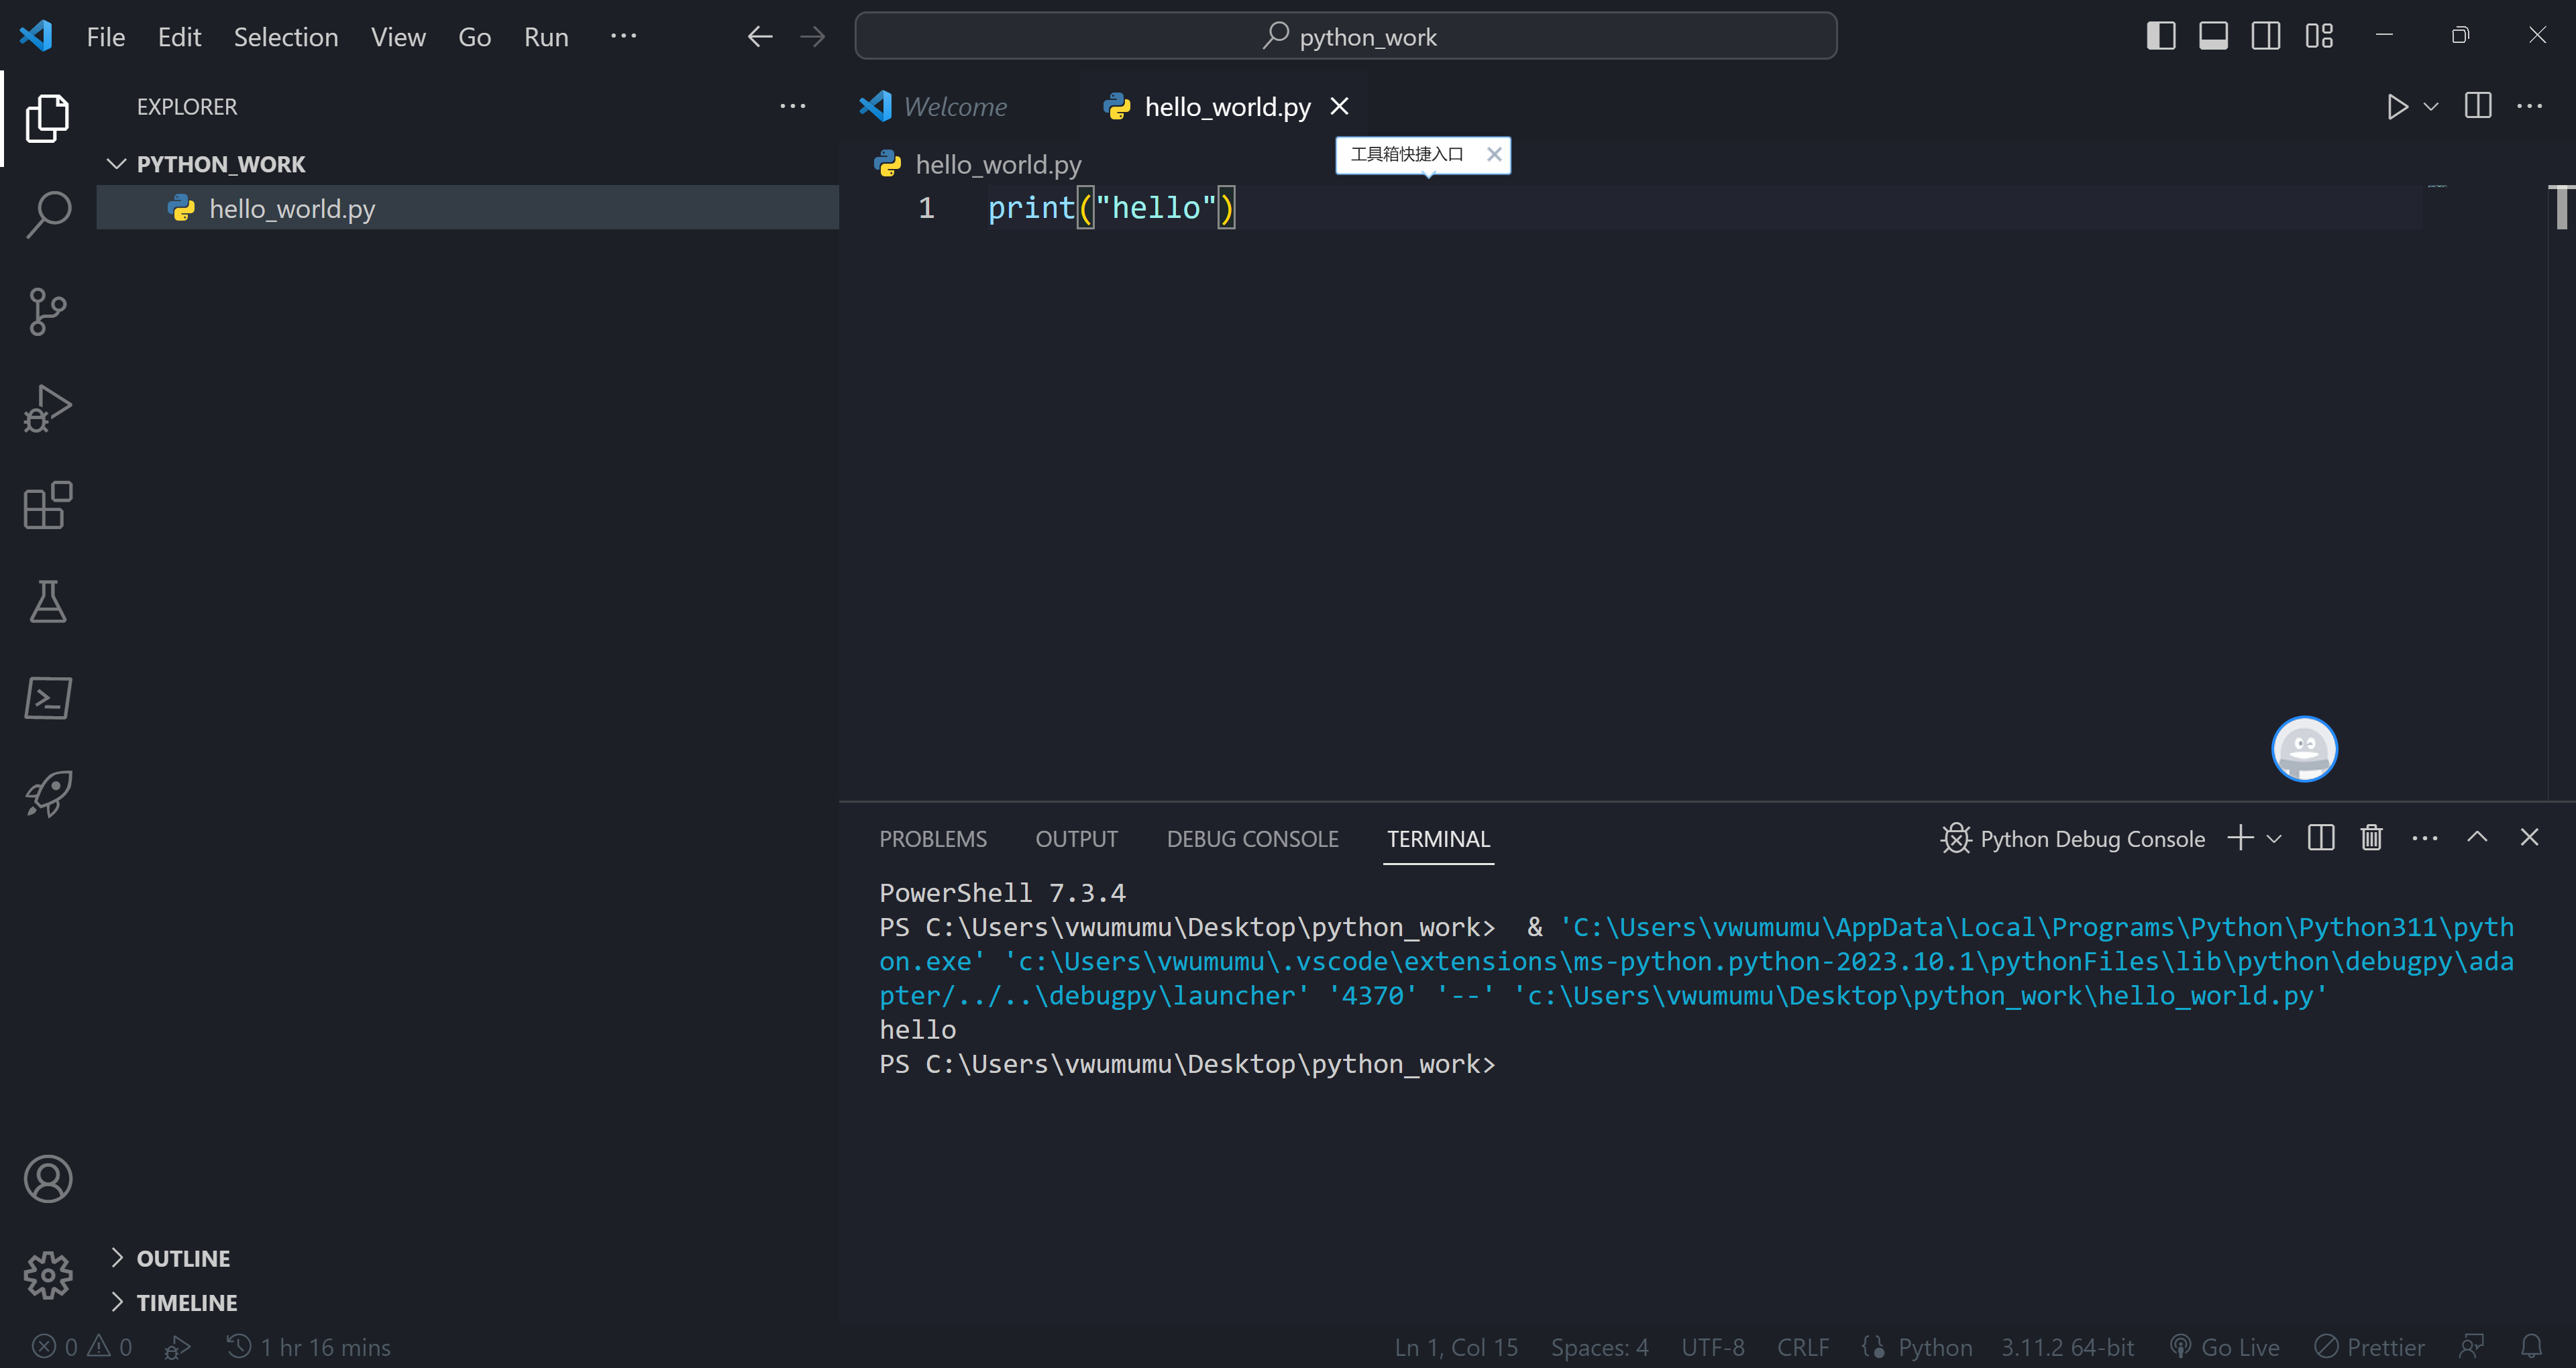 File Edit Selection View Go Run ···
python_work
EXPLORER
PYTHON_WORK
hello_world.py
OUTLINE
TIMELINE
Welcome
hello_world.py
hello_world.py
工具箱快捷入口
1 print("hello")
PROBLEMS OUTPUT DEBUG CONSOLE TERMINAL
Python Debug Console
PowerShell 7.3.4
PS C:\Users\vwumumu\Desktop\python_work>  & 'C:\Users\vwumumu\AppData\Local\Programs\Python\Python311\pyth
on.exe' 'c:\Users\vwumumu\.vscode\extensions\ms-python.python-2023.10.1\pythonFiles\lib\python\debugpy\ada
pter/../..\debugpy\launcher' '4370' '--' 'c:\Users\vwumumu\Desktop\python_work\hello_world.py'
hello
PS C:\Users\vwumumu\Desktop\python_work>
0 0 1 hr 16 mins
Ln 1, Col 15 Spaces: 4 UTF-8 CRLF Python 3.11.2 64-bit Go Live Prettier